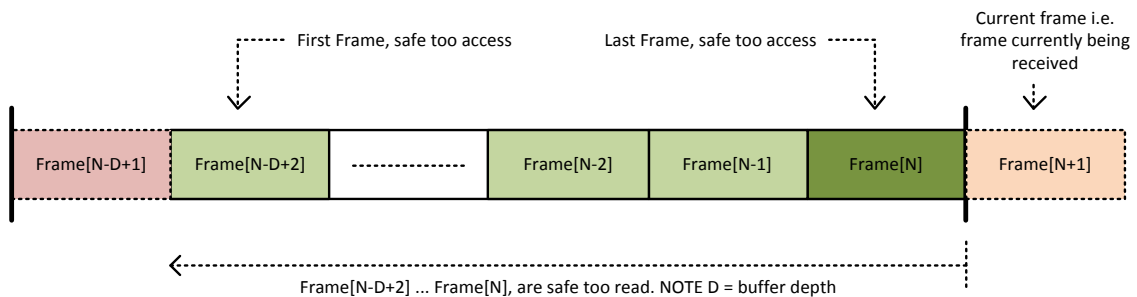 First Frame, safe too access
Last Frame, safe too access
Current frame i.e.
frame currently being
received
Frame[N-D+1]
Frame[N-D+2]
Frame[N-2]
Frame[N-1]
Frame[N]
Frame[N+1]
Frame[N-D+2] ... Frame[N], are safe too read. NOTE D = buffer depth